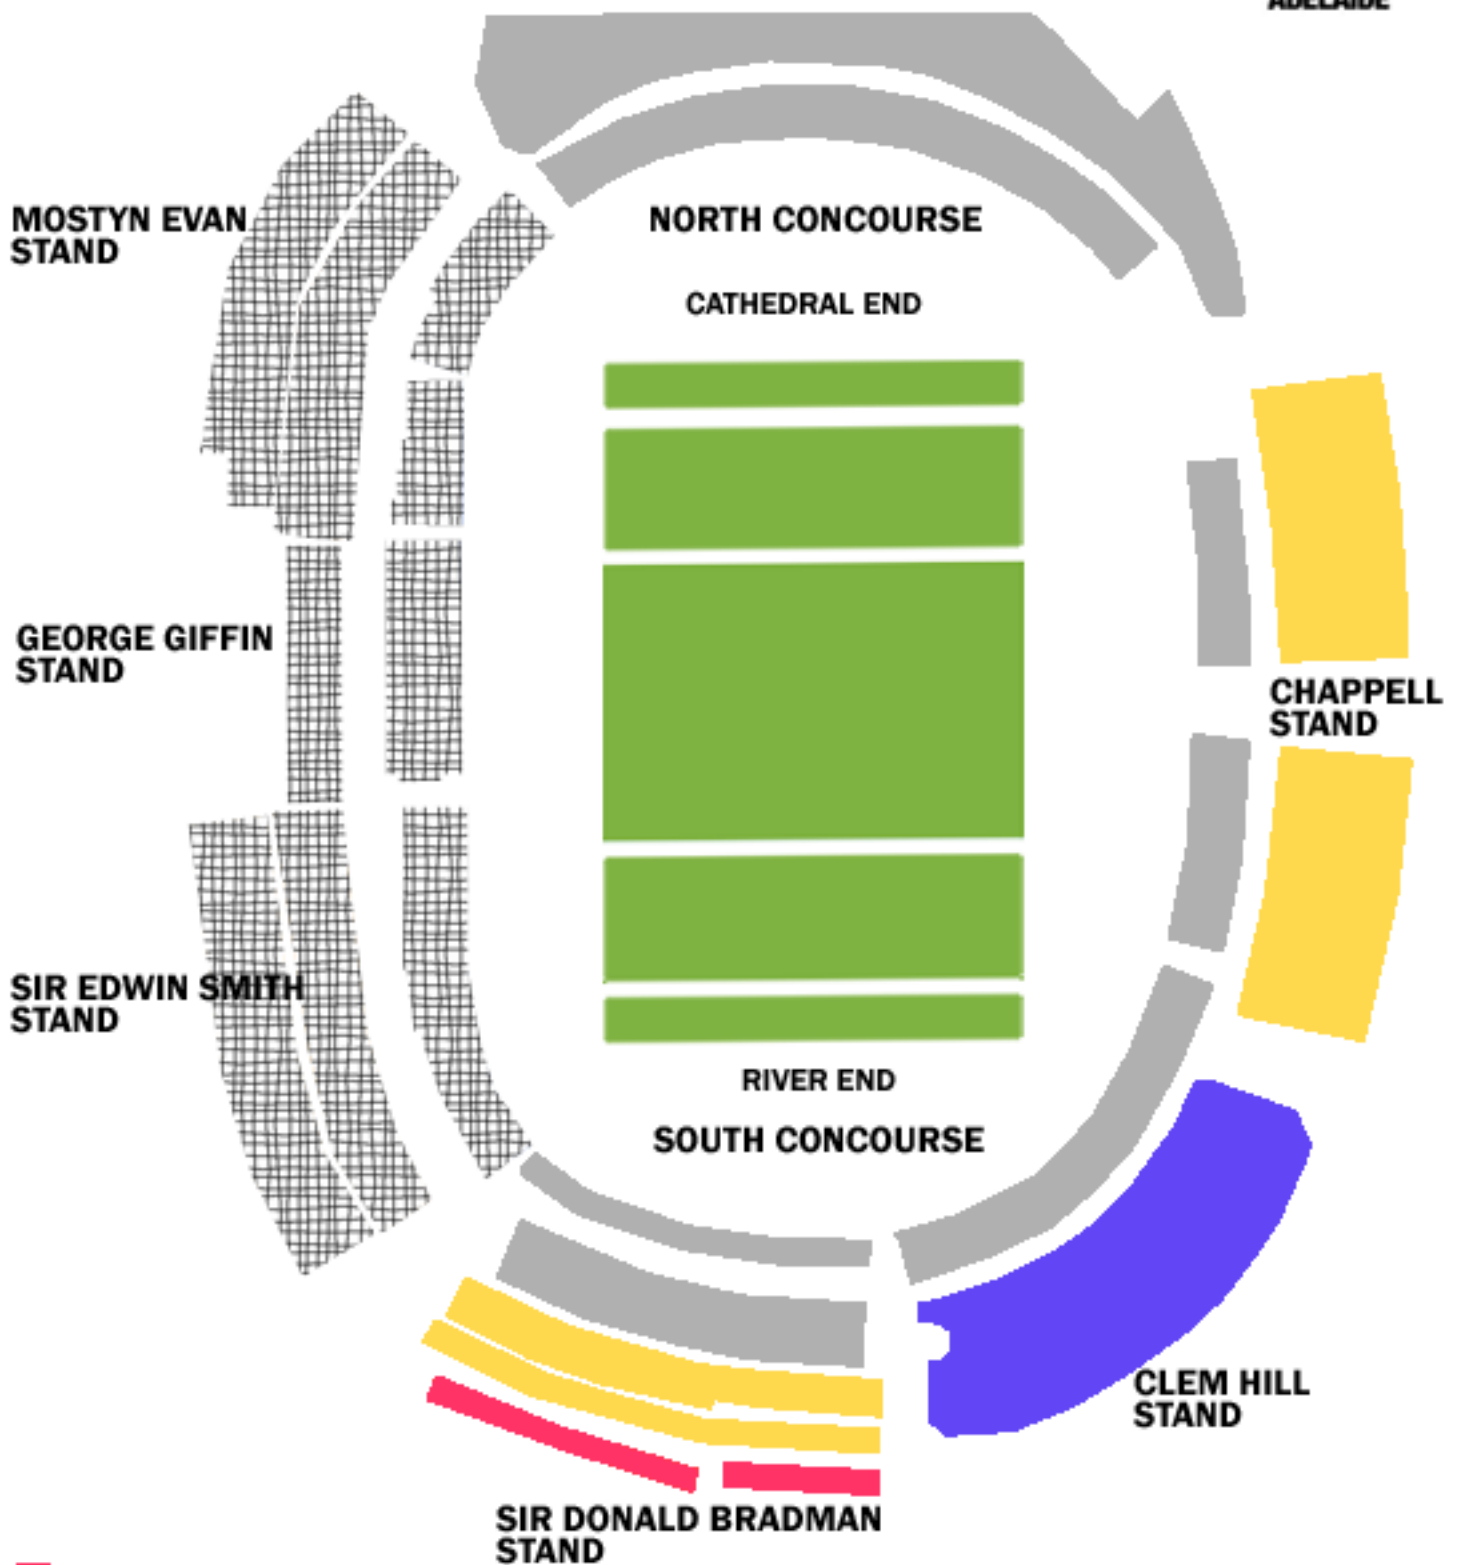 ADELAIDE
MOSTYN EVAN
STAND
NORTH CONCOURSE
CATHEDRAL END
GEORGE GIFFIN
STAND
CHAPPELL
STAND
SIR EDWIN SMITH
STAND
RIVER END
SOUTH CONCOURSE
CLEM HILL
STAND
SIR DONALD BRADMAN
STAND